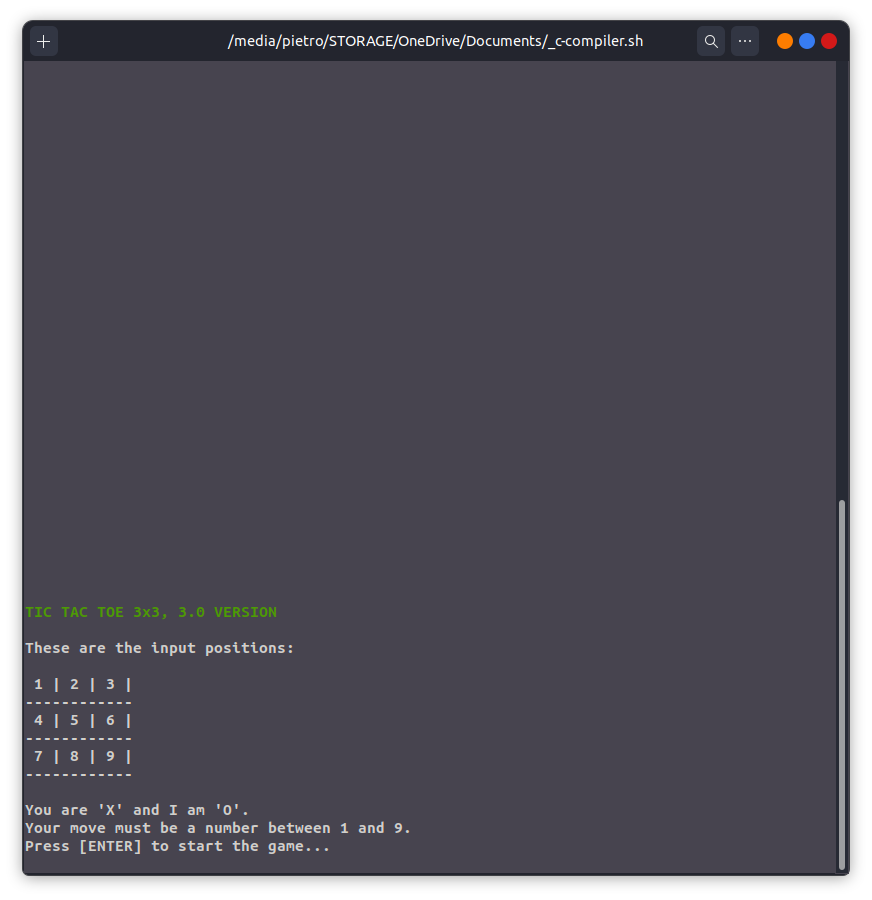 /media/pietro/STORAGE/OneDrive/Documents/_c-compiler.sh
TIC TAC TOE 3x3, 3.0 VERSION
These are the input positions:
1 | 2 | 3 |
------------
4 | 5 | 6 |
------------
7 | 8 | 9 |
------------
You are 'X' and I am 'O'.
Your move must be a number between 1 and 9.
Press [ENTER] to start the game...